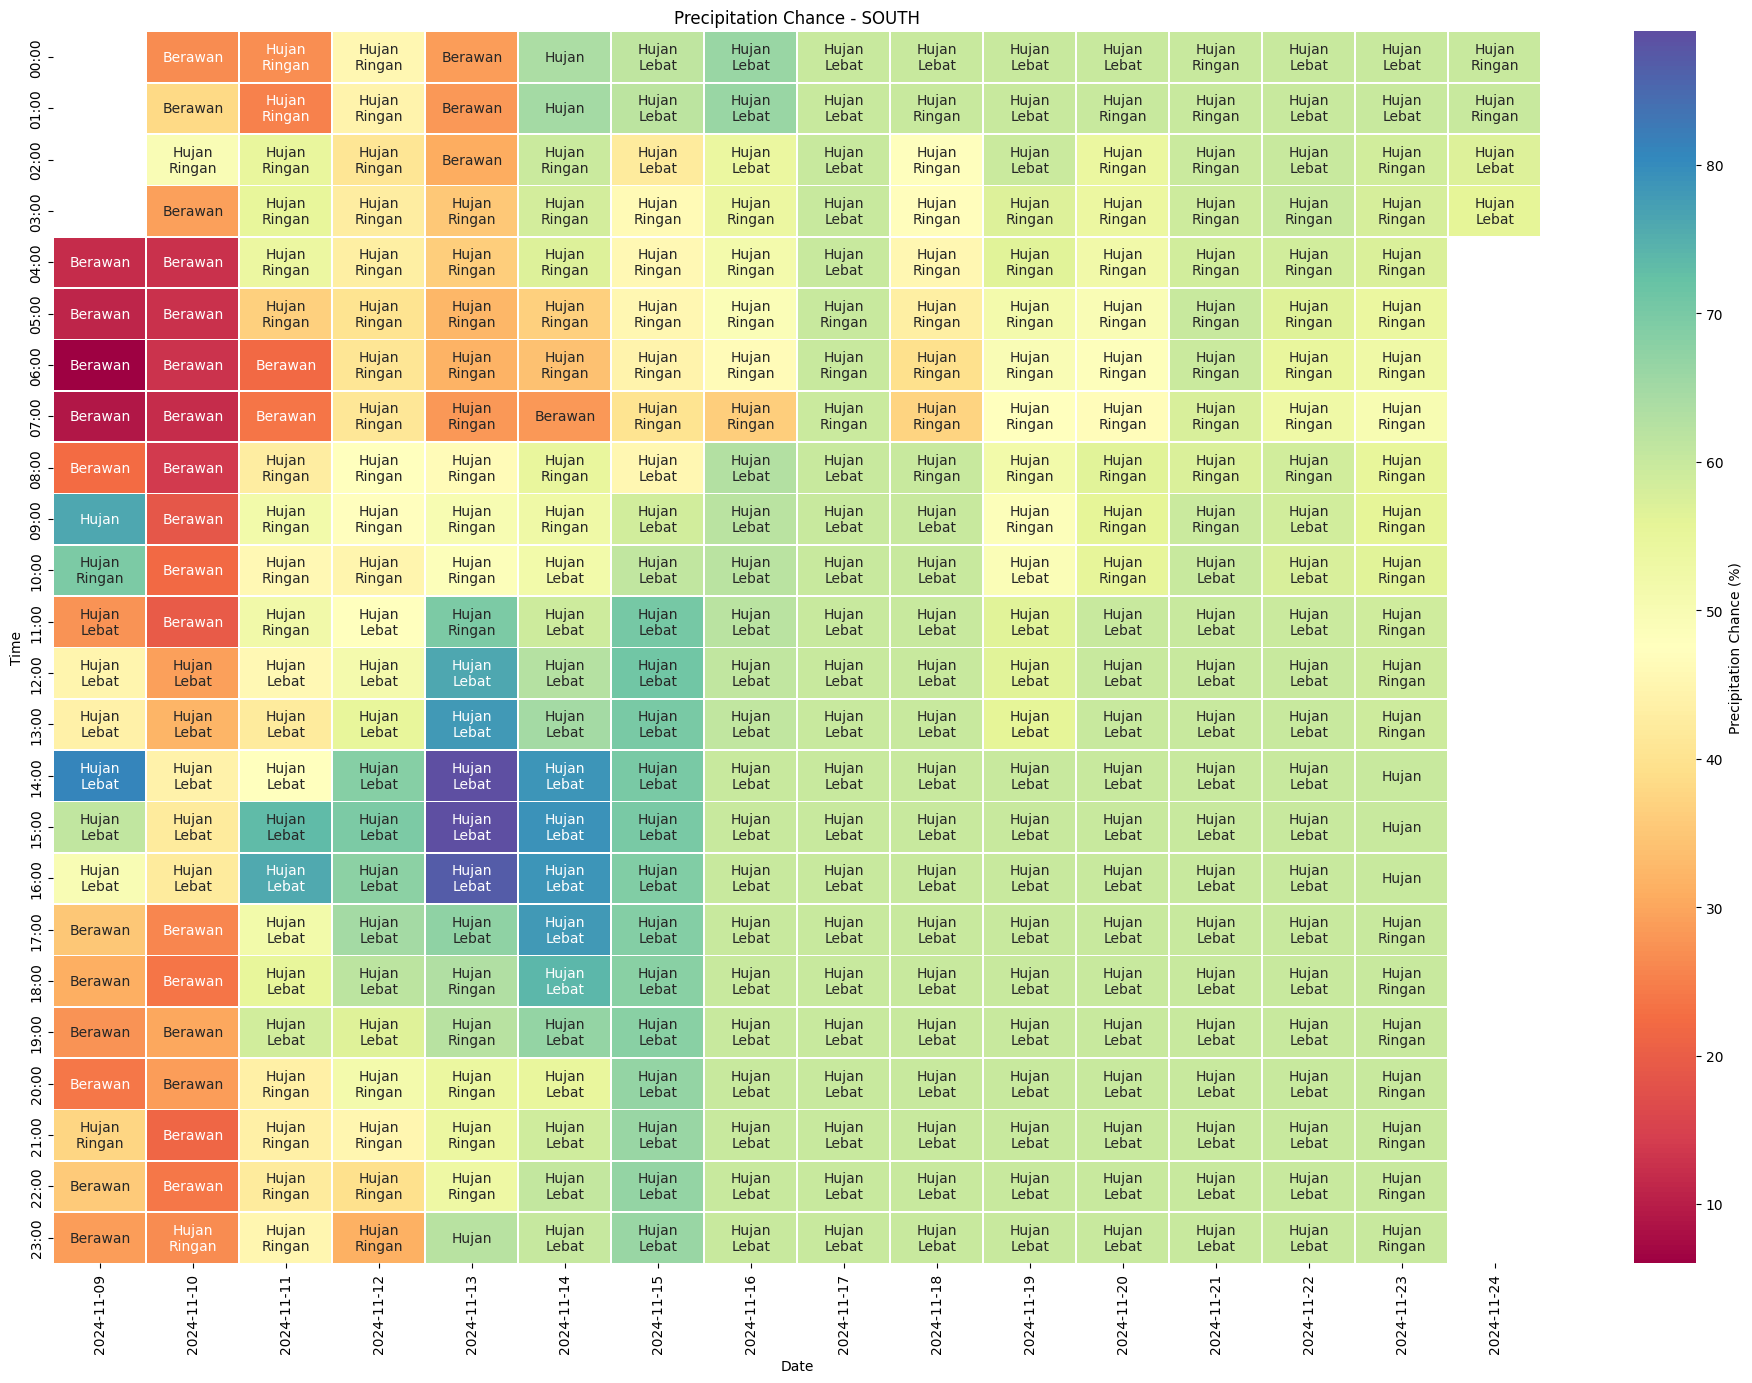 Precipitation Chance - SOUTH
00:00 Berawan Hujan Ringan Hujan Ringan Berawan Hujan Hujan Lebat Hujan Lebat Hujan Lebat Hujan Lebat Hujan Lebat Hujan Lebat Hujan Ringan Hujan Lebat Hujan Lebat Hujan Ringan
01:00 Berawan Hujan Ringan Hujan Ringan Berawan Hujan Hujan Lebat Hujan Lebat Hujan Lebat Hujan Ringan Hujan Lebat Hujan Ringan Hujan Ringan Hujan Lebat Hujan Lebat Hujan Ringan
02:00 Hujan Ringan Hujan Ringan Hujan Ringan Berawan Hujan Ringan Hujan Lebat Hujan Lebat Hujan Lebat Hujan Ringan Hujan Lebat Hujan Ringan Hujan Ringan Hujan Lebat Hujan Ringan Hujan Lebat
03:00 Berawan Hujan Ringan Hujan Ringan Hujan Ringan Hujan Ringan Hujan Ringan Hujan Ringan Hujan Lebat Hujan Ringan Hujan Ringan Hujan Ringan Hujan Ringan Hujan Ringan Hujan Ringan Hujan Lebat
04:00 Berawan Berawan Hujan Ringan Hujan Ringan Hujan Ringan Hujan Ringan Hujan Ringan Hujan Ringan Hujan Lebat Hujan Ringan Hujan Ringan Hujan Ringan Hujan Ringan Hujan Ringan Hujan Ringan
05:00 Berawan Berawan Hujan Ringan Hujan Ringan Hujan Ringan Hujan Ringan Hujan Ringan Hujan Ringan Hujan Ringan Hujan Ringan Hujan Ringan Hujan Ringan Hujan Ringan Hujan Ringan Hujan Ringan
06:00 Berawan Berawan Berawan Hujan Ringan Hujan Ringan Hujan Ringan Hujan Ringan Hujan Ringan Hujan Ringan Hujan Ringan Hujan Ringan Hujan Ringan Hujan Ringan Hujan Ringan Hujan Ringan
07:00 Berawan Berawan Berawan Hujan Ringan Hujan Ringan Berawan Hujan Ringan Hujan Ringan Hujan Ringan Hujan Ringan Hujan Ringan Hujan Ringan Hujan Ringan Hujan Ringan Hujan Ringan
08:00 Berawan Berawan Hujan Ringan Hujan Ringan Hujan Ringan Hujan Ringan Hujan Lebat Hujan Lebat Hujan Lebat Hujan Ringan Hujan Ringan Hujan Ringan Hujan Ringan Hujan Ringan Hujan Ringan
09:00 Hujan Berawan Hujan Ringan Hujan Ringan Hujan Ringan Hujan Ringan Hujan Lebat Hujan Lebat Hujan Lebat Hujan Lebat Hujan Ringan Hujan Ringan Hujan Ringan Hujan Lebat Hujan Ringan
10:00 Hujan Ringan Berawan Hujan Ringan Hujan Ringan Hujan Ringan Hujan Lebat Hujan Lebat Hujan Lebat Hujan Lebat Hujan Lebat Hujan Lebat Hujan Ringan Hujan Lebat Hujan Lebat Hujan Ringan
11:00 Hujan Lebat Berawan Hujan Ringan Hujan Lebat Hujan Ringan Hujan Lebat Hujan Lebat Hujan Lebat Hujan Lebat Hujan Lebat Hujan Lebat Hujan Lebat Hujan Lebat Hujan Lebat Hujan Ringan
12:00 Hujan Lebat Hujan Lebat Hujan Lebat Hujan Lebat Hujan Lebat Hujan Lebat Hujan Lebat Hujan Lebat Hujan Lebat Hujan Lebat Hujan Lebat Hujan Lebat Hujan Lebat Hujan Lebat Hujan Ringan
13:00 Hujan Lebat Hujan Lebat Hujan Lebat Hujan Lebat Hujan Lebat Hujan Lebat Hujan Lebat Hujan Lebat Hujan Lebat Hujan Lebat Hujan Lebat Hujan Lebat Hujan Lebat Hujan Lebat Hujan Ringan
14:00 Hujan Lebat Hujan Lebat Hujan Lebat Hujan Lebat Hujan Lebat Hujan Lebat Hujan Lebat Hujan Lebat Hujan Lebat Hujan Lebat Hujan Lebat Hujan Lebat Hujan Lebat Hujan Lebat Hujan
15:00 Hujan Lebat Hujan Lebat Hujan Lebat Hujan Lebat Hujan Lebat Hujan Lebat Hujan Lebat Hujan Lebat Hujan Lebat Hujan Lebat Hujan Lebat Hujan Lebat Hujan Lebat Hujan Lebat Hujan
16:00 Hujan Lebat Hujan Lebat Hujan Lebat Hujan Lebat Hujan Lebat Hujan Lebat Hujan Lebat Hujan Lebat Hujan Lebat Hujan Lebat Hujan Lebat Hujan Lebat Hujan Lebat Hujan Lebat Hujan
17:00 Berawan Berawan Hujan Lebat Hujan Lebat Hujan Lebat Hujan Lebat Hujan Lebat Hujan Lebat Hujan Lebat Hujan Lebat Hujan Lebat Hujan Lebat Hujan Lebat Hujan Lebat Hujan Ringan
18:00 Berawan Berawan Hujan Lebat Hujan Lebat Hujan Ringan Hujan Lebat Hujan Lebat Hujan Lebat Hujan Lebat Hujan Lebat Hujan Lebat Hujan Lebat Hujan Lebat Hujan Lebat Hujan Ringan
19:00 Berawan Berawan Hujan Lebat Hujan Lebat Hujan Ringan Hujan Lebat Hujan Lebat Hujan Lebat Hujan Lebat Hujan Lebat Hujan Lebat Hujan Lebat Hujan Lebat Hujan Lebat Hujan Ringan
20:00 Berawan Berawan Hujan Ringan Hujan Ringan Hujan Ringan Hujan Lebat Hujan Lebat Hujan Lebat Hujan Lebat Hujan Lebat Hujan Lebat Hujan Lebat Hujan Lebat Hujan Lebat Hujan Ringan
21:00 Hujan Ringan Berawan Hujan Ringan Hujan Ringan Hujan Ringan Hujan Lebat Hujan Lebat Hujan Lebat Hujan Lebat Hujan Lebat Hujan Lebat Hujan Lebat Hujan Lebat Hujan Lebat Hujan Ringan
22:00 Berawan Berawan Hujan Ringan Hujan Ringan Hujan Ringan Hujan Lebat Hujan Lebat Hujan Lebat Hujan Lebat Hujan Lebat Hujan Lebat Hujan Lebat Hujan Lebat Hujan Lebat Hujan Ringan
23:00 Berawan Hujan Ringan Hujan Ringan Hujan Ringan Hujan Hujan Lebat Hujan Lebat Hujan Lebat Hujan Lebat Hujan Lebat Hujan Lebat Hujan Lebat Hujan Lebat Hujan Lebat Hujan Ringan
Time
2024-11-09 2024-11-10 2024-11-11 2024-11-12 2024-11-13 2024-11-14 2024-11-15 2024-11-16 2024-11-17 2024-11-18 2024-11-19 2024-11-20 2024-11-21 2024-11-22 2024-11-23 2024-11-24
Date
80
70
60
50
40
30
20
10
Precipitation Chance (%)